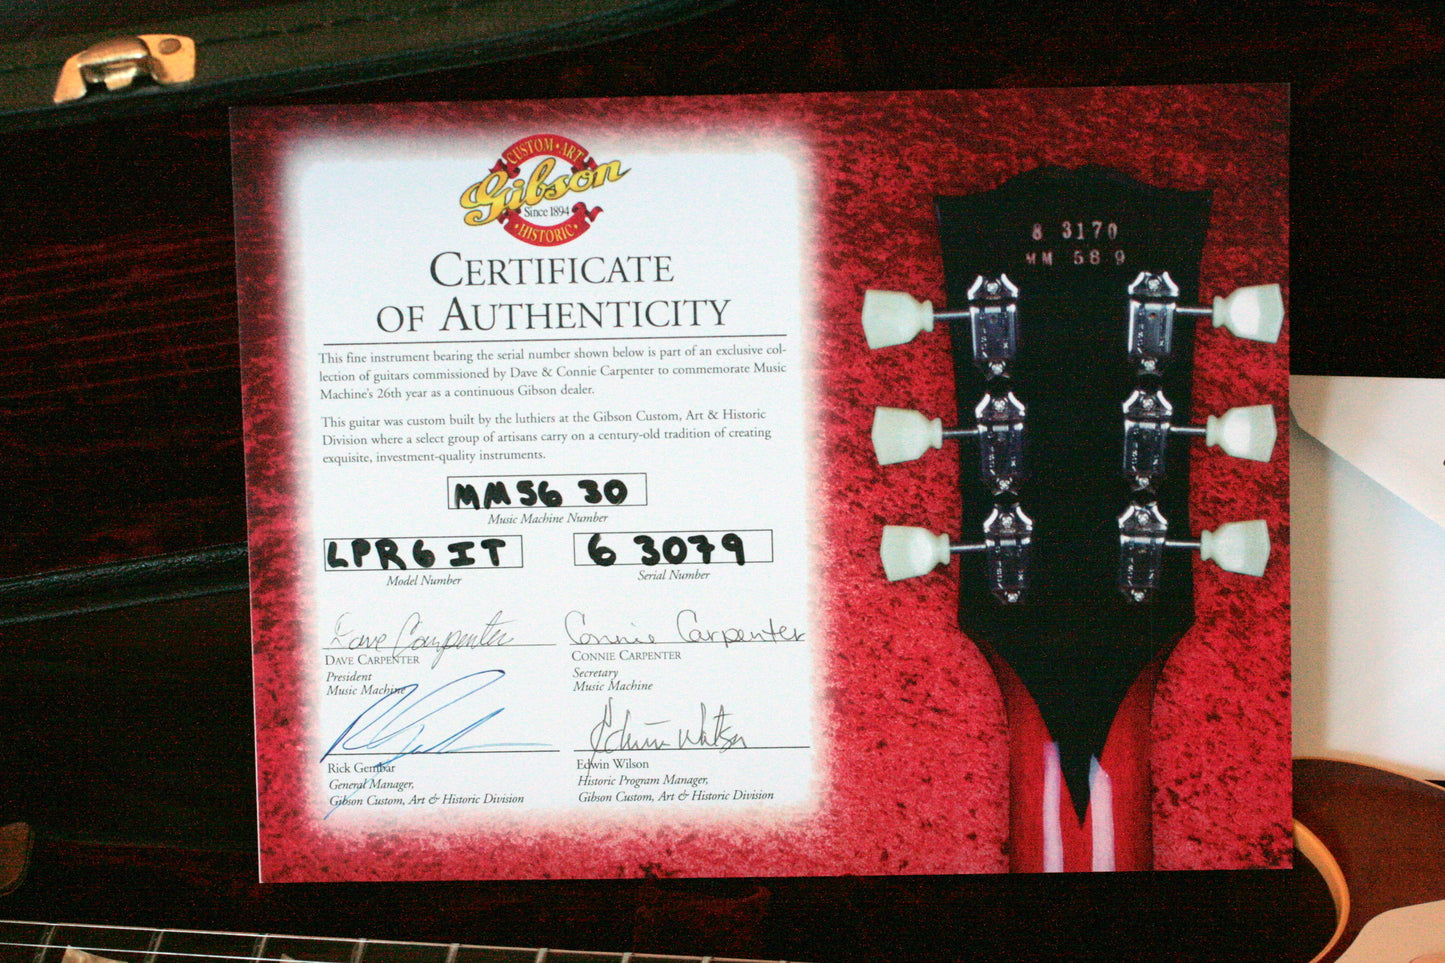 CUSTOM · ART
Gibson
Since 1894
· HISTORIC ·
CERTIFICATE
OF AUTHENTICITY
This fine instrument bearing the serial number shown below is part of an exclusive col-
lection of guitars commissioned by Dave & Connie Carpenter to commemorate Music
Machine's 26th year as a continuous Gibson dealer.
This guitar was custom built by the luthiers at the Gibson Custom, Art & Historic
Division where a select group of artisans carry on a century-old tradition of creating
exquisite, investment-quality instruments.
MM56 30
Music Machine Number
LPR6IT 6 3079
Model Number Serial Number
Dave Carpenter Connie Carpenter
DAVE CARPENTER CONNIE CARPENTER
President Secretary
Music Machine Music Machine
Edwin Wilson
Rick Gembar Edwin Wilson
General Manager, Historic Program Manager,
Gibson Custom, Art & Historic Division Gibson Custom, Art & Historic Division
8 3170
MM 58 9